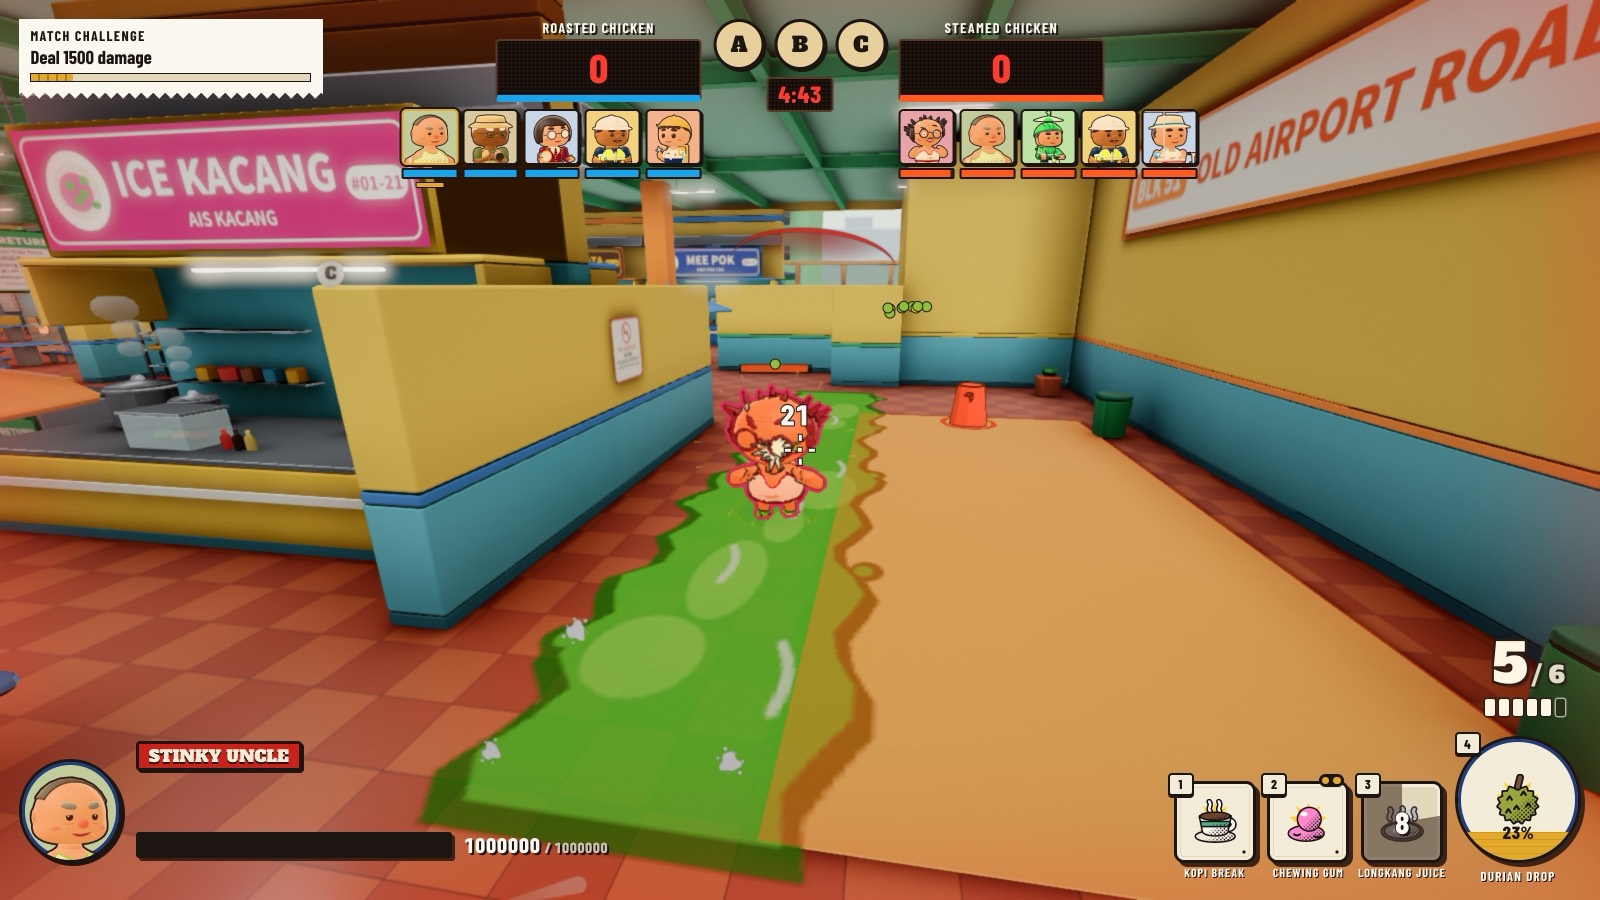 MATCH CHALLENGE
Deal 1500 damage
ROASTED CHICKEN
0
A
B
C
4:43
STEAMED CHICKEN
0
ICE KACANG
#01-21
AIS KACANG
C
MEE POK
BLK 51
OLD AIRPORT ROAD
21
STINKY UNCLE
1000000 / 1000000
5/6
1
2
3
4
8
23%
KOPI BREAK
CHEWING GUM
LONGKANG JUICE
DURIAN DROP